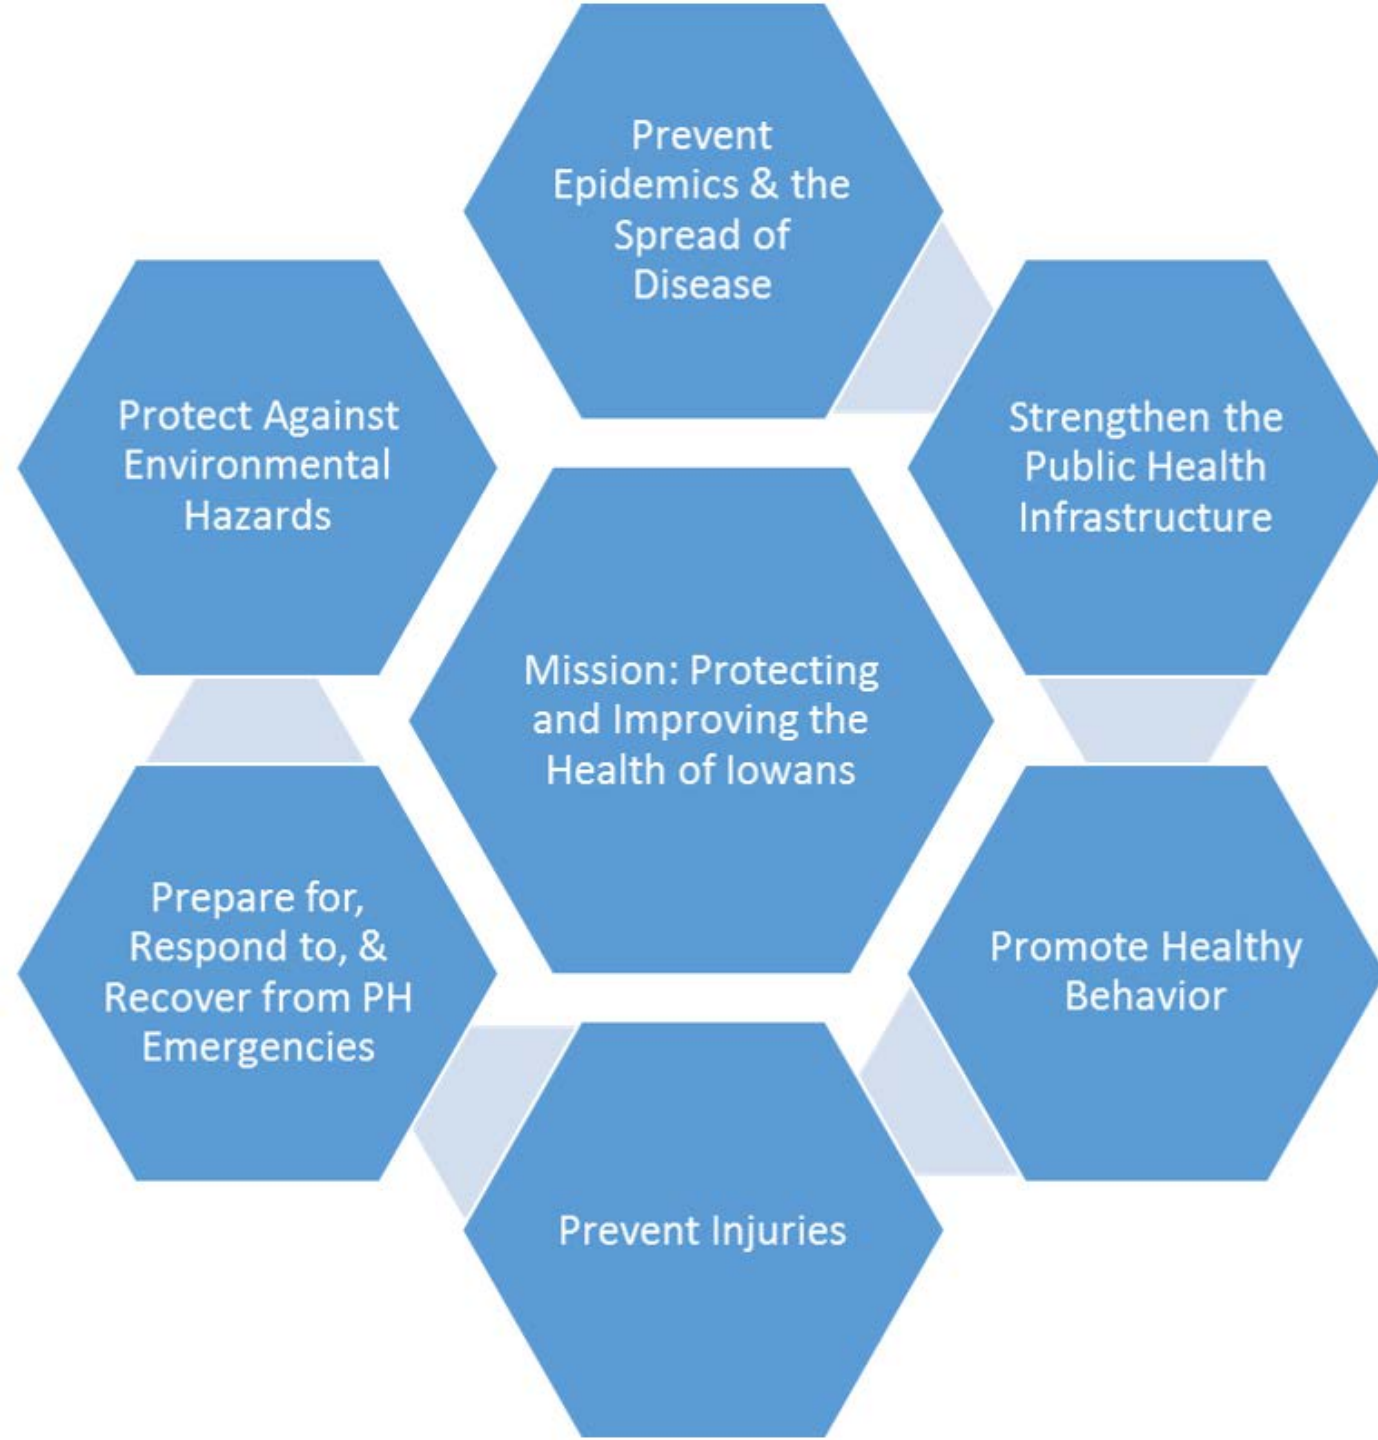 Prevent
Epidemics & the
Spread of
Disease
Strengthen the
Public Health
Infrastructure
Promote Healthy
Behavior
Prevent Injuries
Prepare for,
Respond to, &
Recover from PH
Emergencies
Protect Against
Environmental
Hazards
Mission: Protecting
and Improving the
Health of Iowans